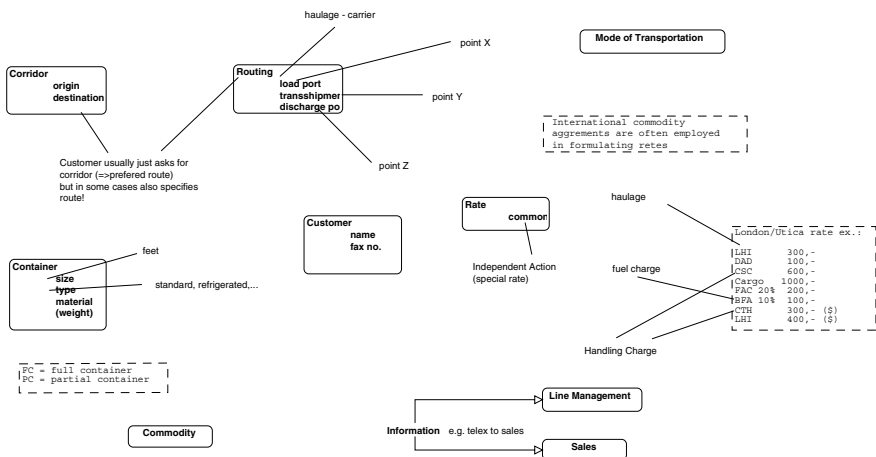 haulage - carrier
point X
Mode of Transportation
Corridor
origin
destination
Routing
load port
transshipmen
discharge po
point Y
International commodity
aggrements are often employed
in formulating retes
Customer usually just asks for
corridor (=>prefered route)
but in some cases also specifies
route!
point Z
haulage
Rate
common
Customer
name
fax no.
London/Utica rate ex.:
LHI 300,-
DAD 100,-
CSC 600,-
Cargo 1000,-
FAC 20% 200,-
BFA 10% 100,-
CTH 300,- ($)
LHI 400,- ($)
feet
Container
size
type
material
(weight)
standard, refrigerated,...
Independent Action
(special rate)
fuel charge
Handling Charge
FC = full container
PC = partial container
Line Management
Commodity
Information e.g. telex to sales
Sales